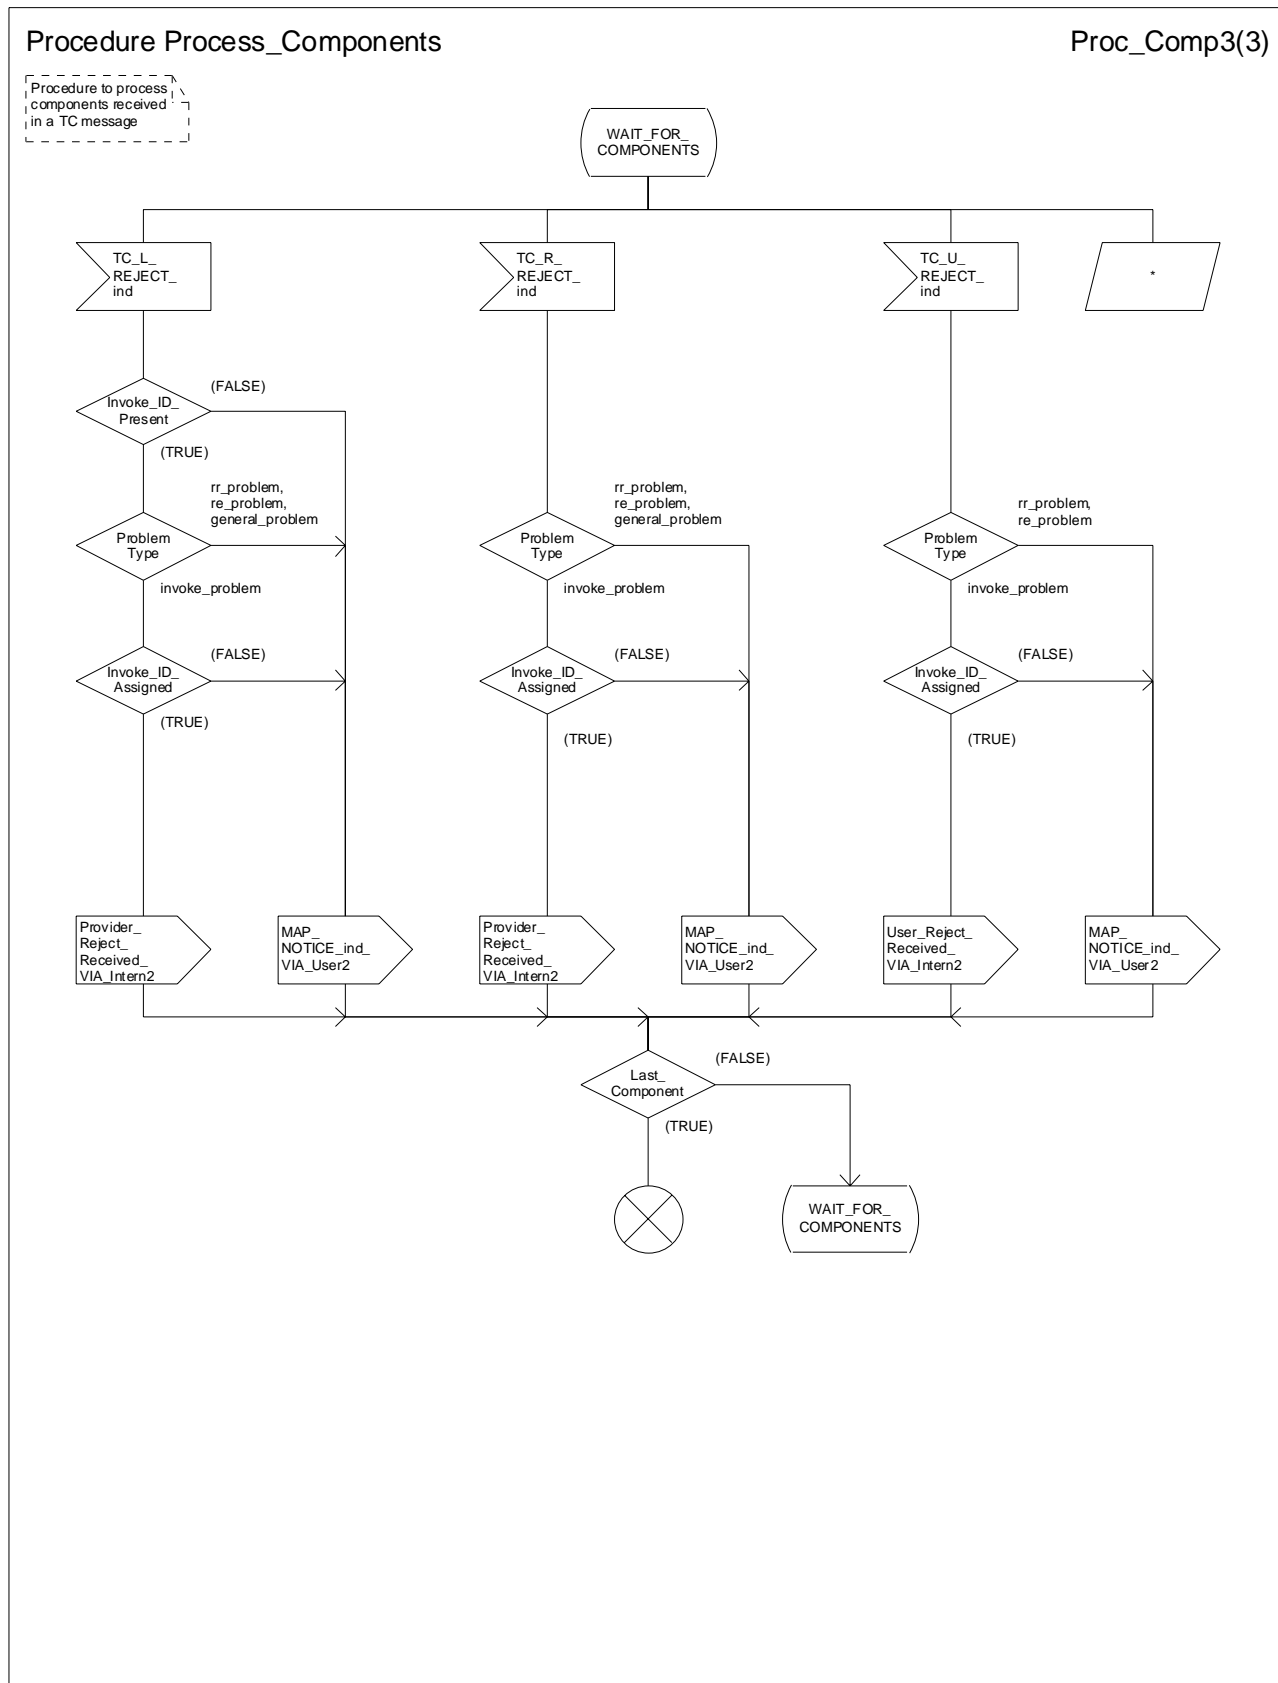 Procedure Process_Components
Proc_Comp3(3)
Procedure to process
components received
in a TC message
WAIT_FOR_
COMPONENTS
TC_L_
REJECT_
ind
TC_R_
REJECT_
ind
TC_U_
REJECT_
ind
*
(FALSE)
Invoke_ID_
Present
(TRUE)
rr_problem,
re_problem,
general_problem
rr_problem,
re_problem,
general_problem
rr_problem,
re_problem
Problem
Type
Problem
Type
Problem
Type
invoke_problem
invoke_problem
invoke_problem
(FALSE)
(FALSE)
(FALSE)
Invoke_ID_
Assigned
Invoke_ID_
Assigned
Invoke_ID_
Assigned
(TRUE)
(TRUE)
(TRUE)
Provider_
Reject_
Received_
VIA_Intern2
MAP_
NOTICE_ind_
VIA_User2
Provider_
Reject_
Received_
VIA_Intern2
MAP_
NOTICE_ind_
VIA_User2
User_Reject_
Received_
VIA_Intern2
MAP_
NOTICE_ind_
VIA_User2
(FALSE)
Last_
Component
(TRUE)
WAIT_FOR_
COMPONENTS